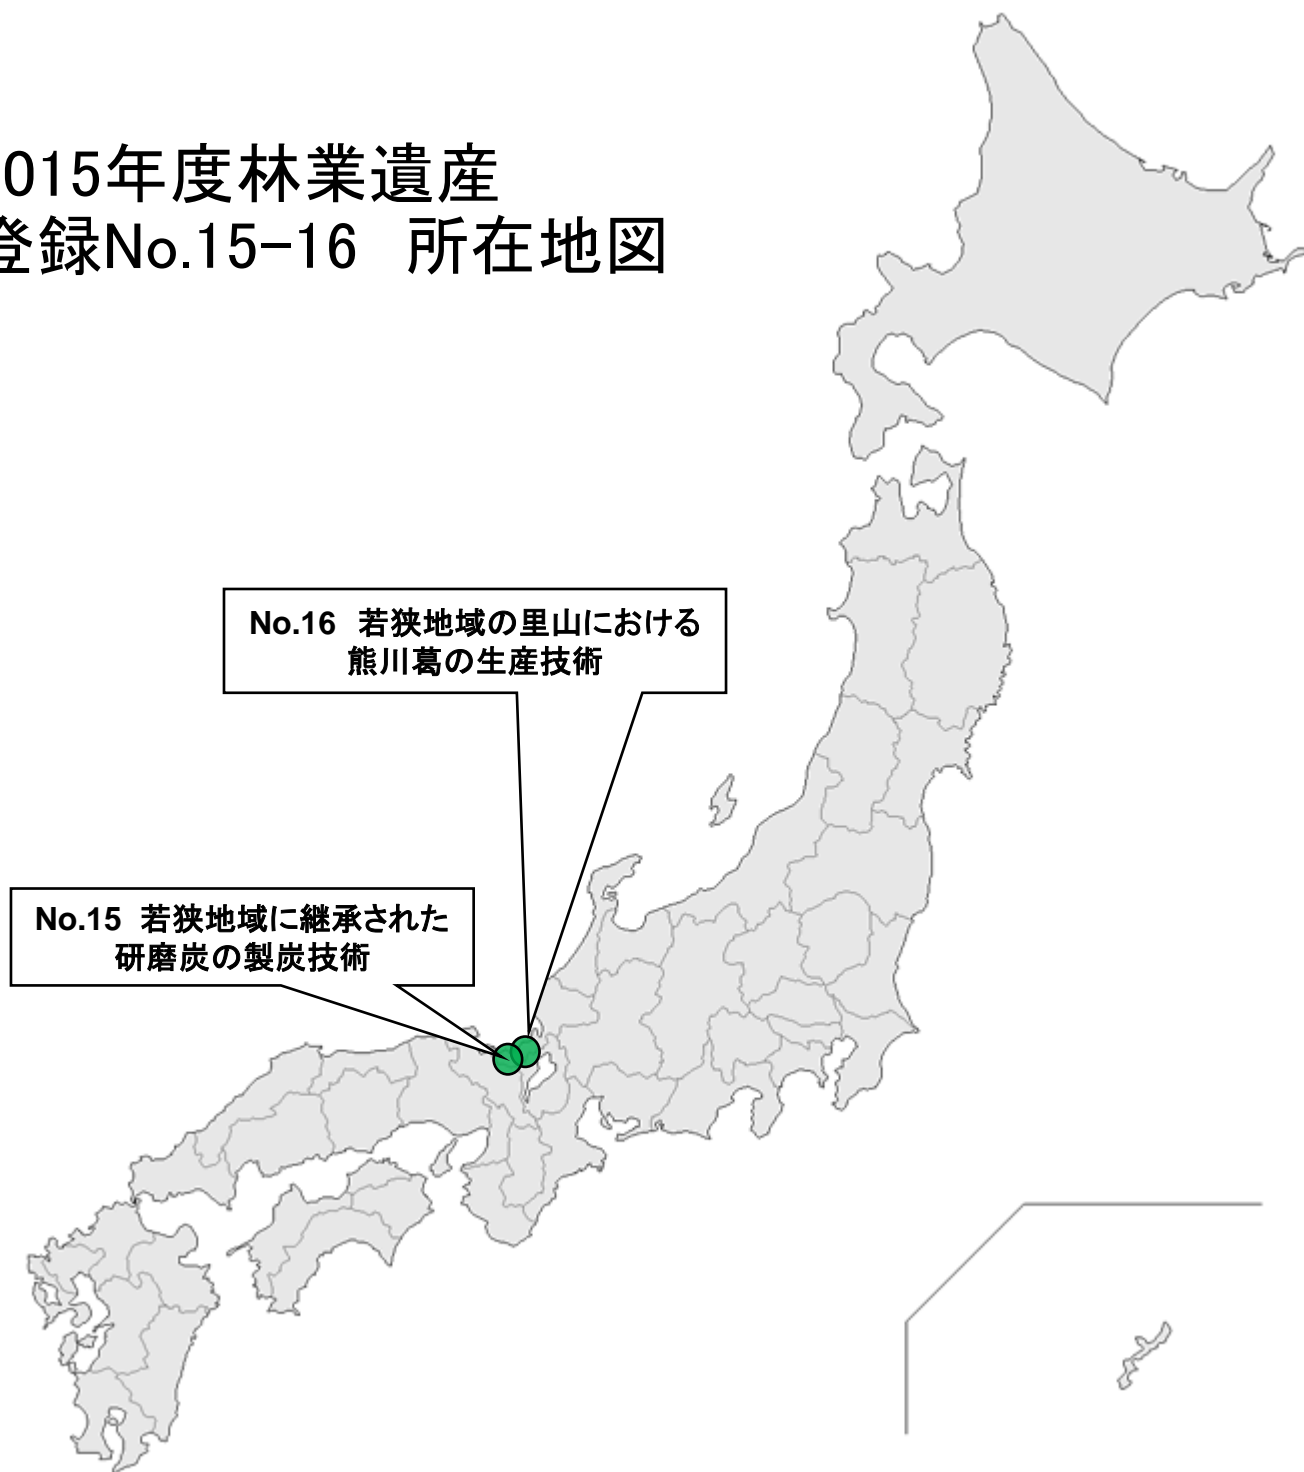 015年度林業遺産
登録No.15-16　所在地図
No.16　若狭地域の里山における
熊川葛の生産技術
No.15　若狭地域に継承された
研磨炭の製炭技術